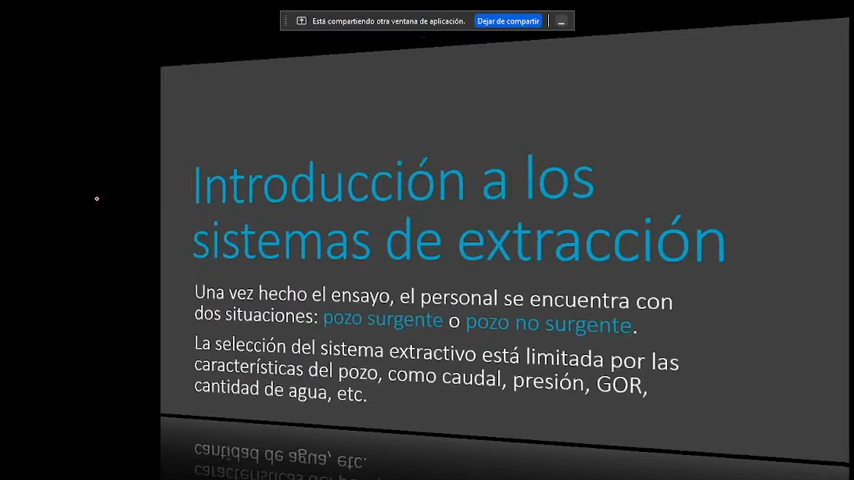 Está compartiendo otra ventana de aplicación. Dejar de compartir
Introducción a los
sistemas de extracción
Una vez hecho el ensayo, el personal se encuentra con
dos situaciones: pozo surgente o pozo no surgente.
La selección del sistema extractivo está limitada por las
características del pozo, como caudal, presión, GOR,
cantidad de agua, etc.